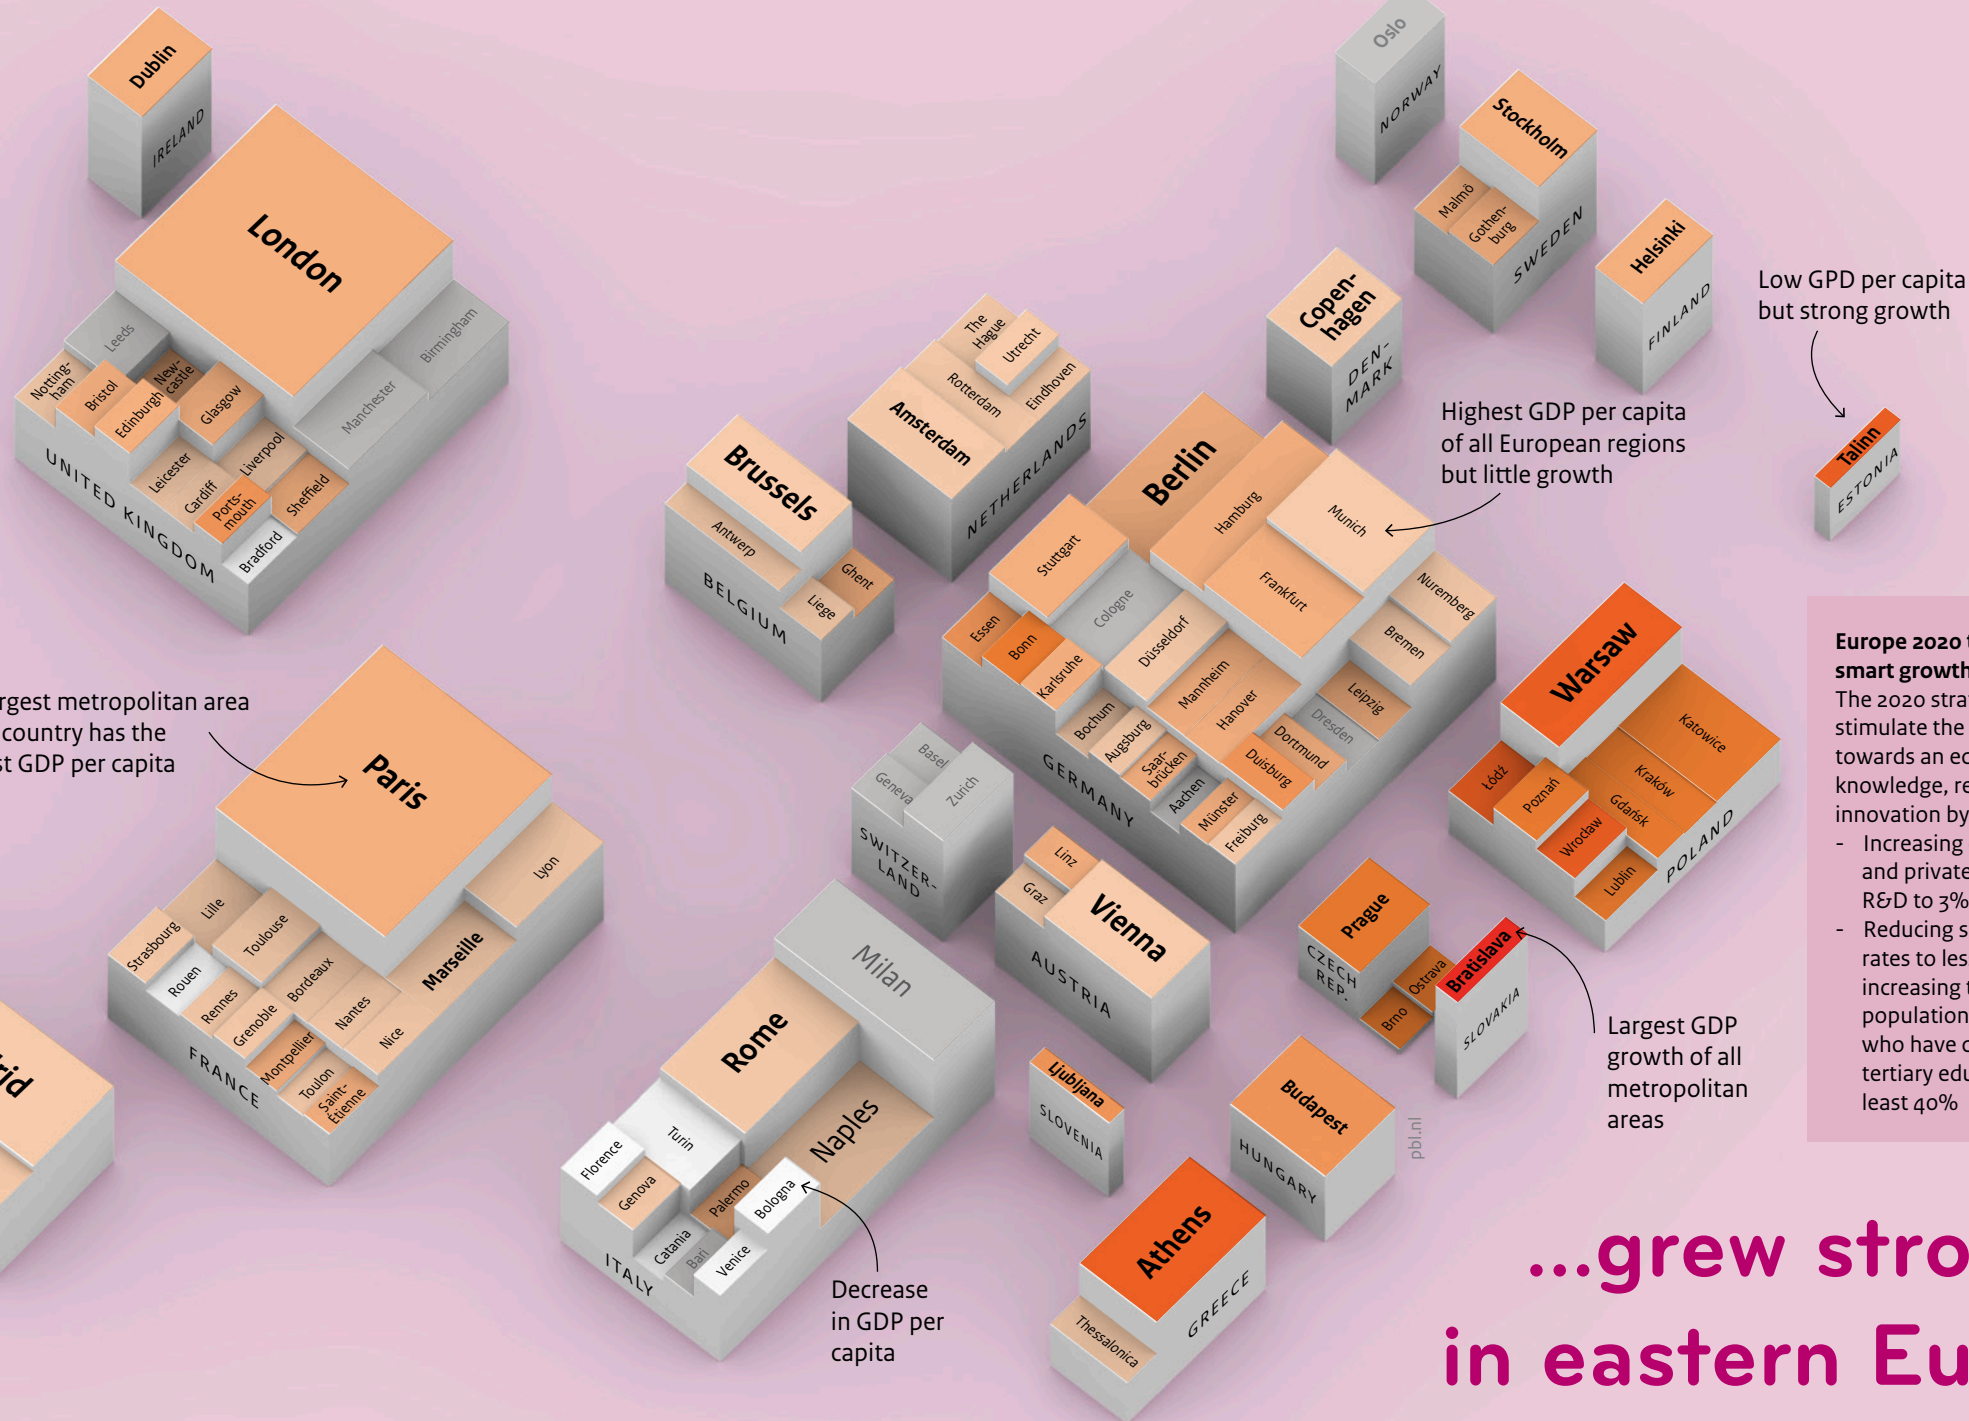 Dublin
IRELAND
London
Leeds
Birmingham
Manchester
Notting-
ham
Bristol
New-
castle
Edinburgh
Glasgow
Leicester
Liverpool
Cardiff
Ports-
mouth
Sheffield
Bradford
UNITED KINGDOM
Oslo
NORWAY
Stockholm
Malmö
Gothen-
burg
SWEDEN
Helsinki
FINLAND
Copen-
hagen
DEN-
MARK
Low GPD per capita
but strong growth
Talinn
ESTONIA
The
Hague
Utrecht
Rotterdam
Eindhoven
Amsterdam
NETHERLANDS
Brussels
Antwerp
Ghent
Liege
BELGIUM
Highest GDP per capita
of all European regions
but little growth
Berlin
Hamburg
Munich
Stuttgart
Frankfurt
Cologne
Nuremberg
Essen
Bonn
Düsseldorf
Bremen
Karlsruhe
Mannheim
Leipzig
Hanover
Dresden
Bochum
Augsburg
Dortmund
Saar-
brücken
Duisburg
Aachen
Münster
Freiburg
GERMANY
Warsaw
Katowice
Łódź
Poznań
Kraków
Gdańsk
Wrocław
Lublin
POLAND
Europe 2020
smart growth
The 2020
stimulate the
towards an
knowledge,
innovation by
- Increasing
and private
R&D to 3%
- Reducing
rates to
increasing
population
who have
tertiary
least 40%
metropolitan area
country has the
GDP per capita
Paris
Lyon
Lille
Strasbourg
Toulouse
Marseille
Rouen
Bordeaux
Rennes
Nantes
Grenoble
Nice
Montpellier
Toulon
Saint-
Étienne
FRANCE
Basel
Geneva
Zurich
SWITZER-
LAND
Linz
Graz
Vienna
AUSTRIA
Prague
CZECH
REP.
Ostrava
Brno
Bratislava
SLOVAKIA
Largest GDP
growth of all
metropolitan
areas
Milan
Rome
Naples
Turin
Florence
Genova
Palermo
Bologna
Catania
Bari
Venice
ITALY
Decrease
in GDP per
capita
Ljubljana
SLOVENIA
Budapest
HUNGARY
pbl.nl
Athens
Thessalonica
GREECE
...grew
in eastern